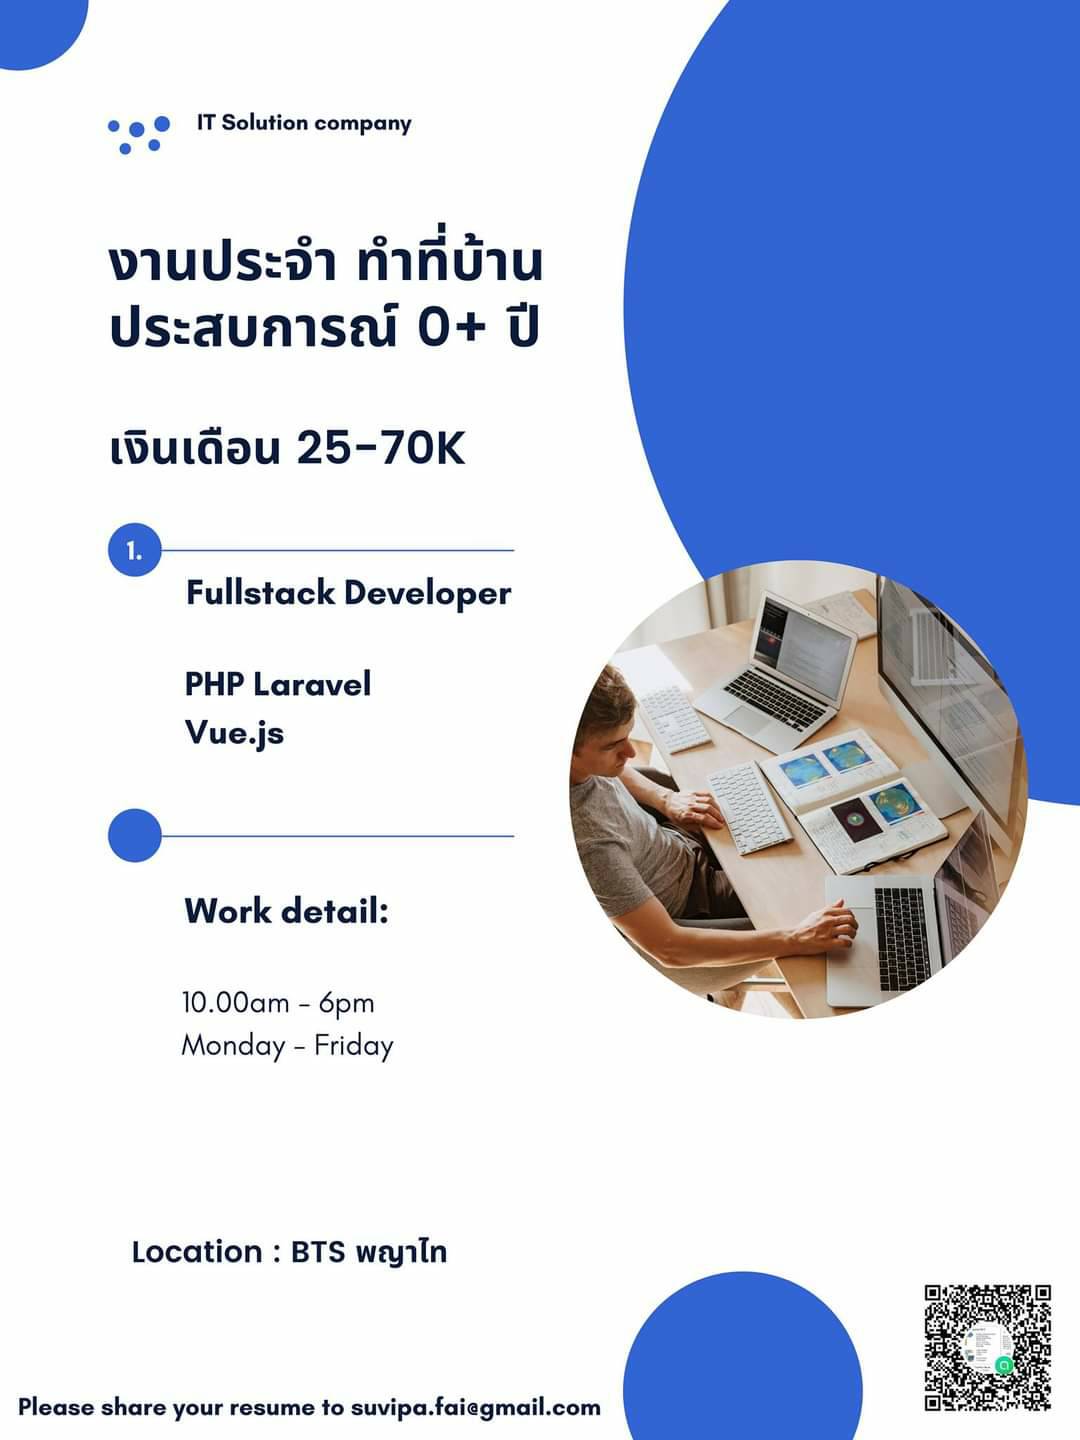 IT Solution company
งานประจำ ทำที่บ้าน
ประสบการณ์ 0+ ปี
เงินเดือน 25-70K
1.
Fullstack Developer
PHP Laravel
Vue.js
Work detail:
10.00am - 6pm
Monday - Friday
Location : BTS พญาไท
Please share your resume to suvipa.fai@gmail.com